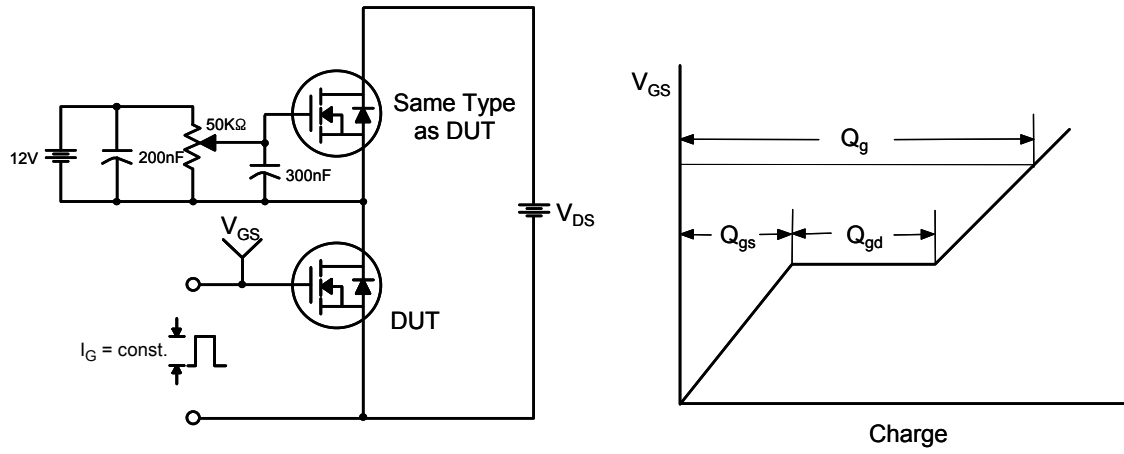 12V
200nF
50KΩ
300nF
Same Type
as DUT
V_DS
V_GS
DUT
I_G = const.
V_GS
Q_g
Q_gs
Q_gd
Charge